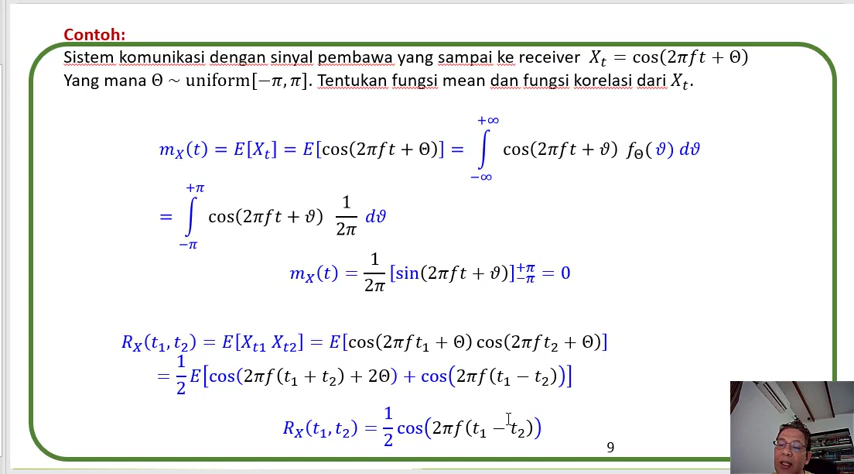 Contoh:
Sistem komunikasi dengan sinyal pembawa yang sampai ke receiver X_t = cos(2πft + Θ)
Yang mana Θ ~ uniform[−π, π]. Tentukan fungsi mean dan fungsi korelasi dari X_t.
m_X(t) = E[X_t] = E[cos(2πft + Θ)] = ∫_{−∞}^{+∞} cos(2πft + ϑ) f_Θ(ϑ) dϑ
= ∫_{−π}^{+π} cos(2πft + ϑ) 1/2π dϑ
m_X(t) = 1/2π [sin(2πft + ϑ)]_{−π}^{+π} = 0
R_X(t_1, t_2) = E[X_{t1} X_{t2}] = E[cos(2πft_1 + Θ) cos(2πft_2 + Θ)]
= 1/2 E[cos(2πf(t_1 + t_2) + 2Θ) + cos(2πf(t_1 − t_2))]
R_X(t_1, t_2) = 1/2 cos(2πf(t_1 − t_2))
9